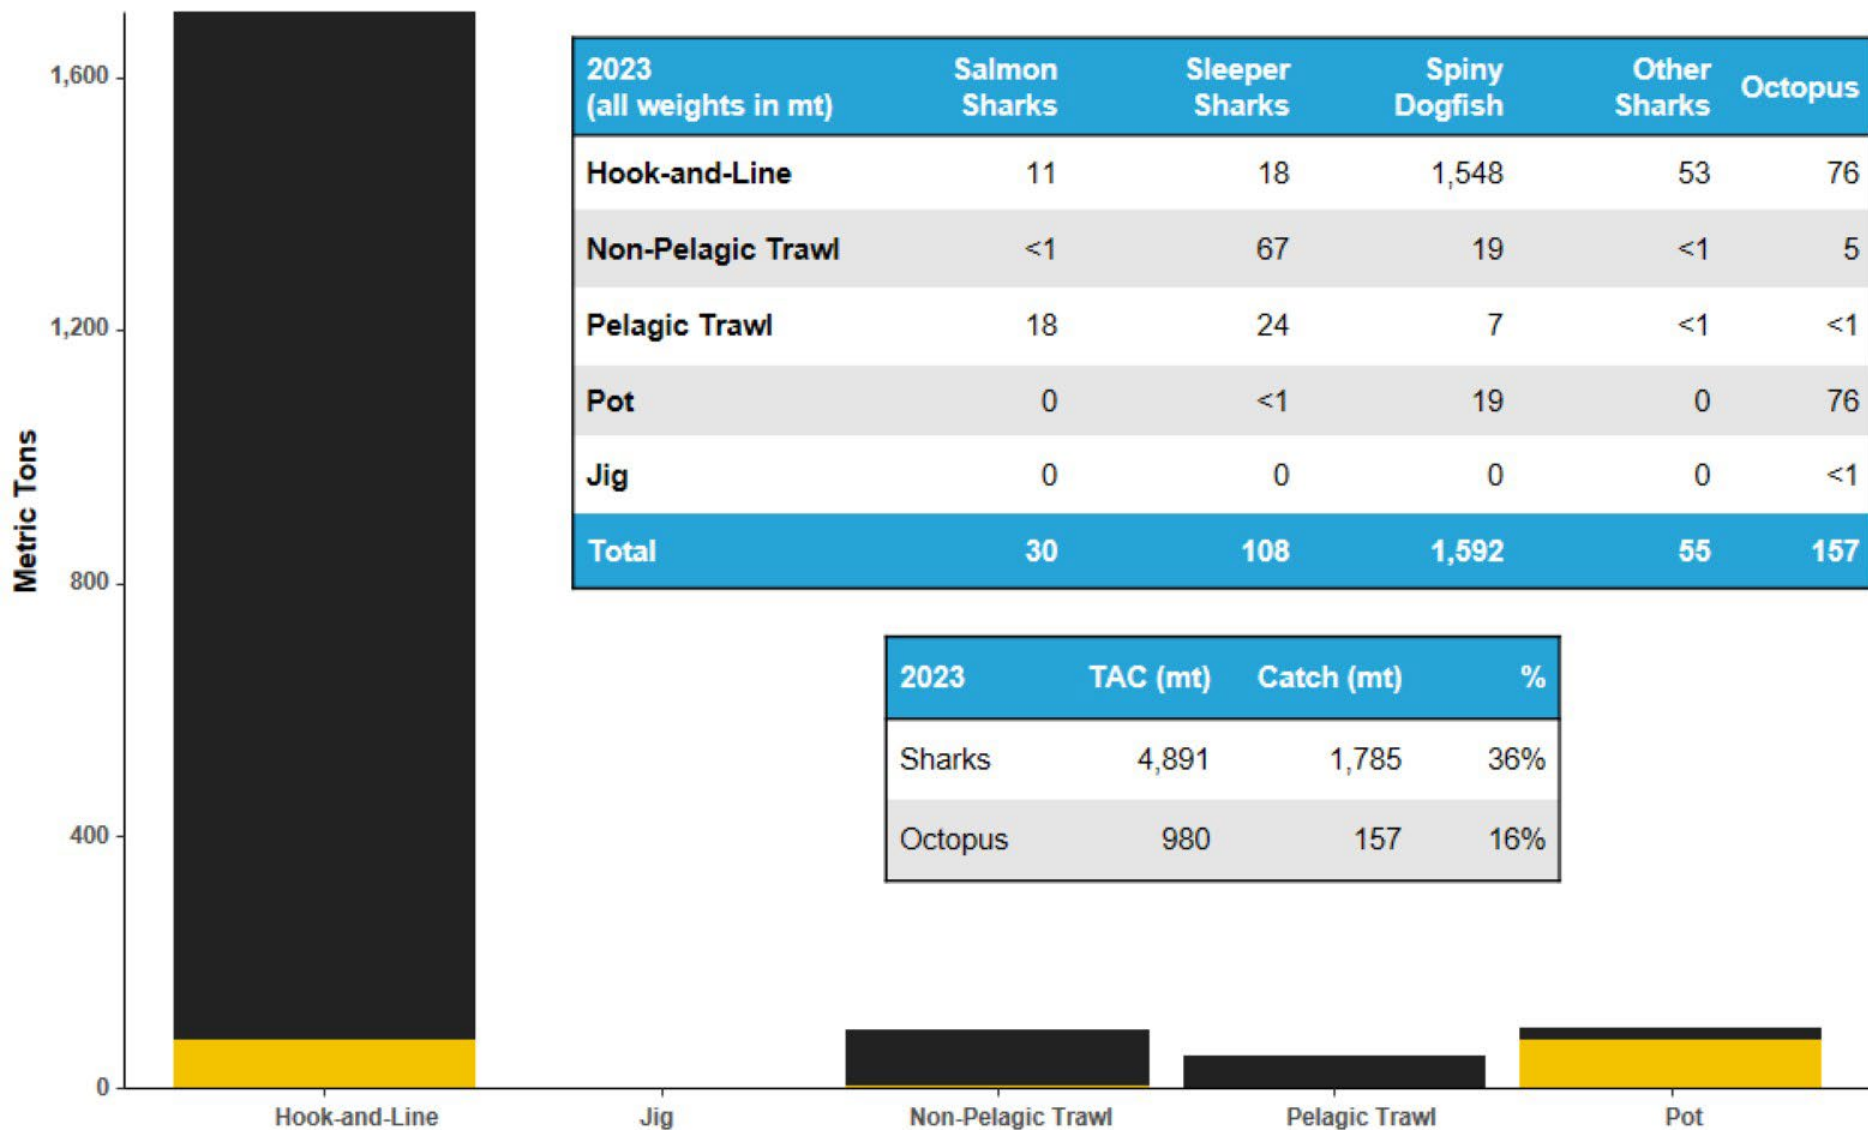 Metric Tons
1,600
1,200
800
400
0
2023 (all weights in mt) Salmon Sharks Sleeper Sharks Spiny Dogfish Other Sharks Octopus
Hook-and-Line 11 18 1,548 53 76
Non-Pelagic Trawl <1 67 19 <1 5
Pelagic Trawl 18 24 7 <1 <1
Pot 0 <1 19 0 76
Jig 0 0 0 0 <1
Total 30 108 1,592 55 157
2023 TAC (mt) Catch (mt) %
Sharks 4,891 1,785 36%
Octopus 980 157 16%
Hook-and-Line Jig Non-Pelagic Trawl Pelagic Trawl Pot